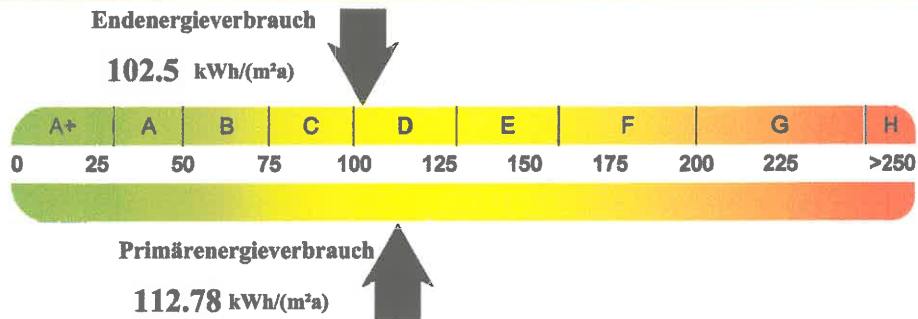 Endenergieverbrauch
102.5 kWh/(m²a)
A+ A B C D E F G H
0 25 50 75 100 125 150 175 200 225 >250
Primärenergieverbrauch
112.78 kWh/(m²a)